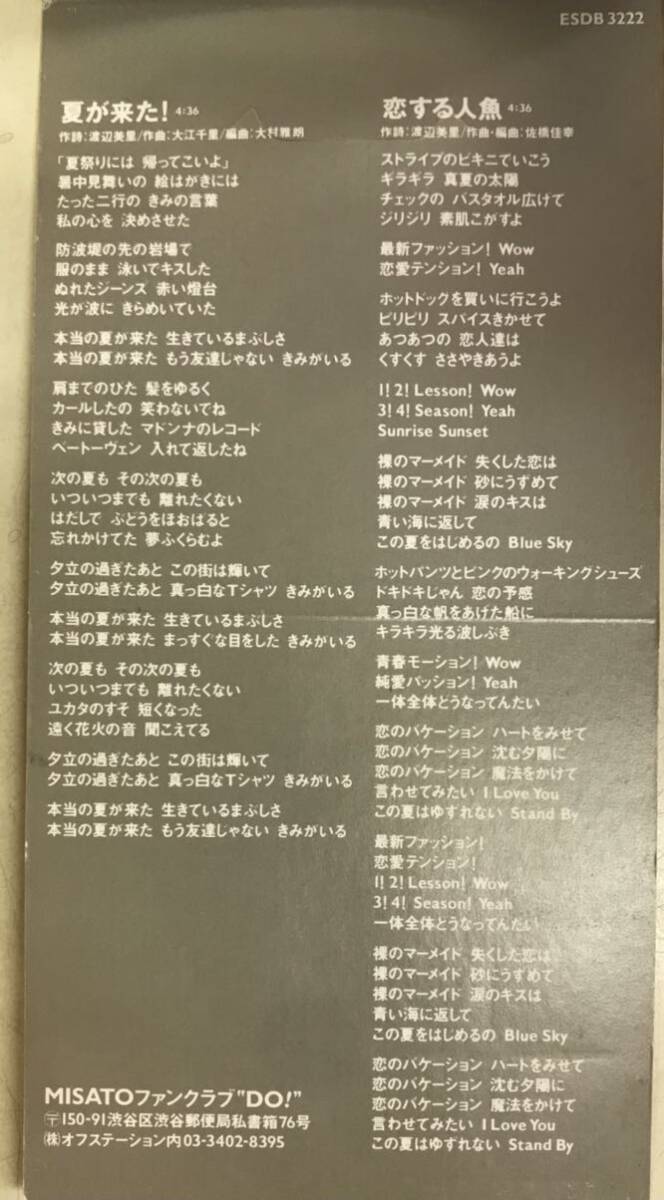 ESDB 3222
夏が来た! 4:36
作詩:渡辺美里/作曲:大江千里/編曲:大村雅朗
「夏祭りには 帰ってこいよ」
暑中見舞いの 絵はがきには
たった二行の きみの言葉
私の心を 決めさせた
防波堤の先の岩場で
服のまま 泳いでキスした
ぬれたジーンズ 赤い燈台
光が波に きらめいていた
本当の夏が来た 生きているまぶしさ
本当の夏が来た もう友達じゃない きみがいる
肩までのひた 髪をゆるく
カールしたの 笑わないでね
きみに貸した マドンナのレコード
ベートーヴェン 入れて返したね
次の夏も その次の夏も
いついつまでも 離れたくない
はだしで ぶどうをほおばると
忘れかけてた 夢ふくらむよ
夕立の過ぎたあと この街は輝いて
夕立の過ぎたあと 真っ白なTシャツ きみがいる
本当の夏が来た 生きているまぶしさ
本当の夏が来た まっすぐな目をした きみがいる
次の夏も その次の夏も
いついつまでも 離れたくない
ユカタのすそ 短くなった
遠く花火の音 聞こえてる
夕立の過ぎたあと この街は輝いて
夕立の過ぎたあと 真っ白なTシャツ きみがいる
本当の夏が来た 生きているまぶしさ
本当の夏が来た もう友達じゃない きみがいる
MISATOファンクラブ"DO!"
〒150-91渋谷区渋谷郵便局私書箱76号
㈱オフステーション内03-3402-8395
恋する人魚 4:36
作詩:渡辺美里/作曲・編曲:佐橋佳幸
ストライプのビキニでいこう
ギラギラ 真夏の太陽
チェックの バスタオル広げて
ジリジリ 素肌こがすよ
最新ファッション! Wow
恋愛テンション! Yeah
ホットドックを買いに行こうよ
ピリピリ スパイスきかせて
あつあつの 恋人達は
くすくす ささやきあうよ
1! 2! Lesson! Wow
3! 4! Season! Yeah
Sunrise Sunset
裸のマーメイド 失くした恋は
裸のマーメイド 砂にうずめて
裸のマーメイド 涙のキスは
青い海に返して
この夏をはじめるの Blue Sky
ホットパンツとピンクのウォーキングシューズ
ドキドキじゃん 恋の予感
真っ白な帆をあげた船に
キラキラ光る波しぶき
青春モーション! Wow
純愛パッション! Yeah
一体全体どうなってんだい
恋のバケーション ハートをみせて
恋のバケーション 沈む夕陽に
恋のバケーション 魔法をかけて
言わせてみたい I Love You
この夏はゆずれない Stand By
最新ファッション!
恋愛テンション!
1! 2! Lesson! Wow
3! 4! Season! Yeah
一体全体どうなってんだい
裸のマーメイド 失くした恋は
裸のマーメイド 砂にうずめて
裸のマーメイド 涙のキスは
青い海に返して
この夏をはじめるの Blue Sky
恋のバケーション ハートをみせて
恋のバケーション 沈む夕陽に
恋のバケーション 魔法をかけて
言わせてみたい I Love You
この夏はゆずれない Stand By